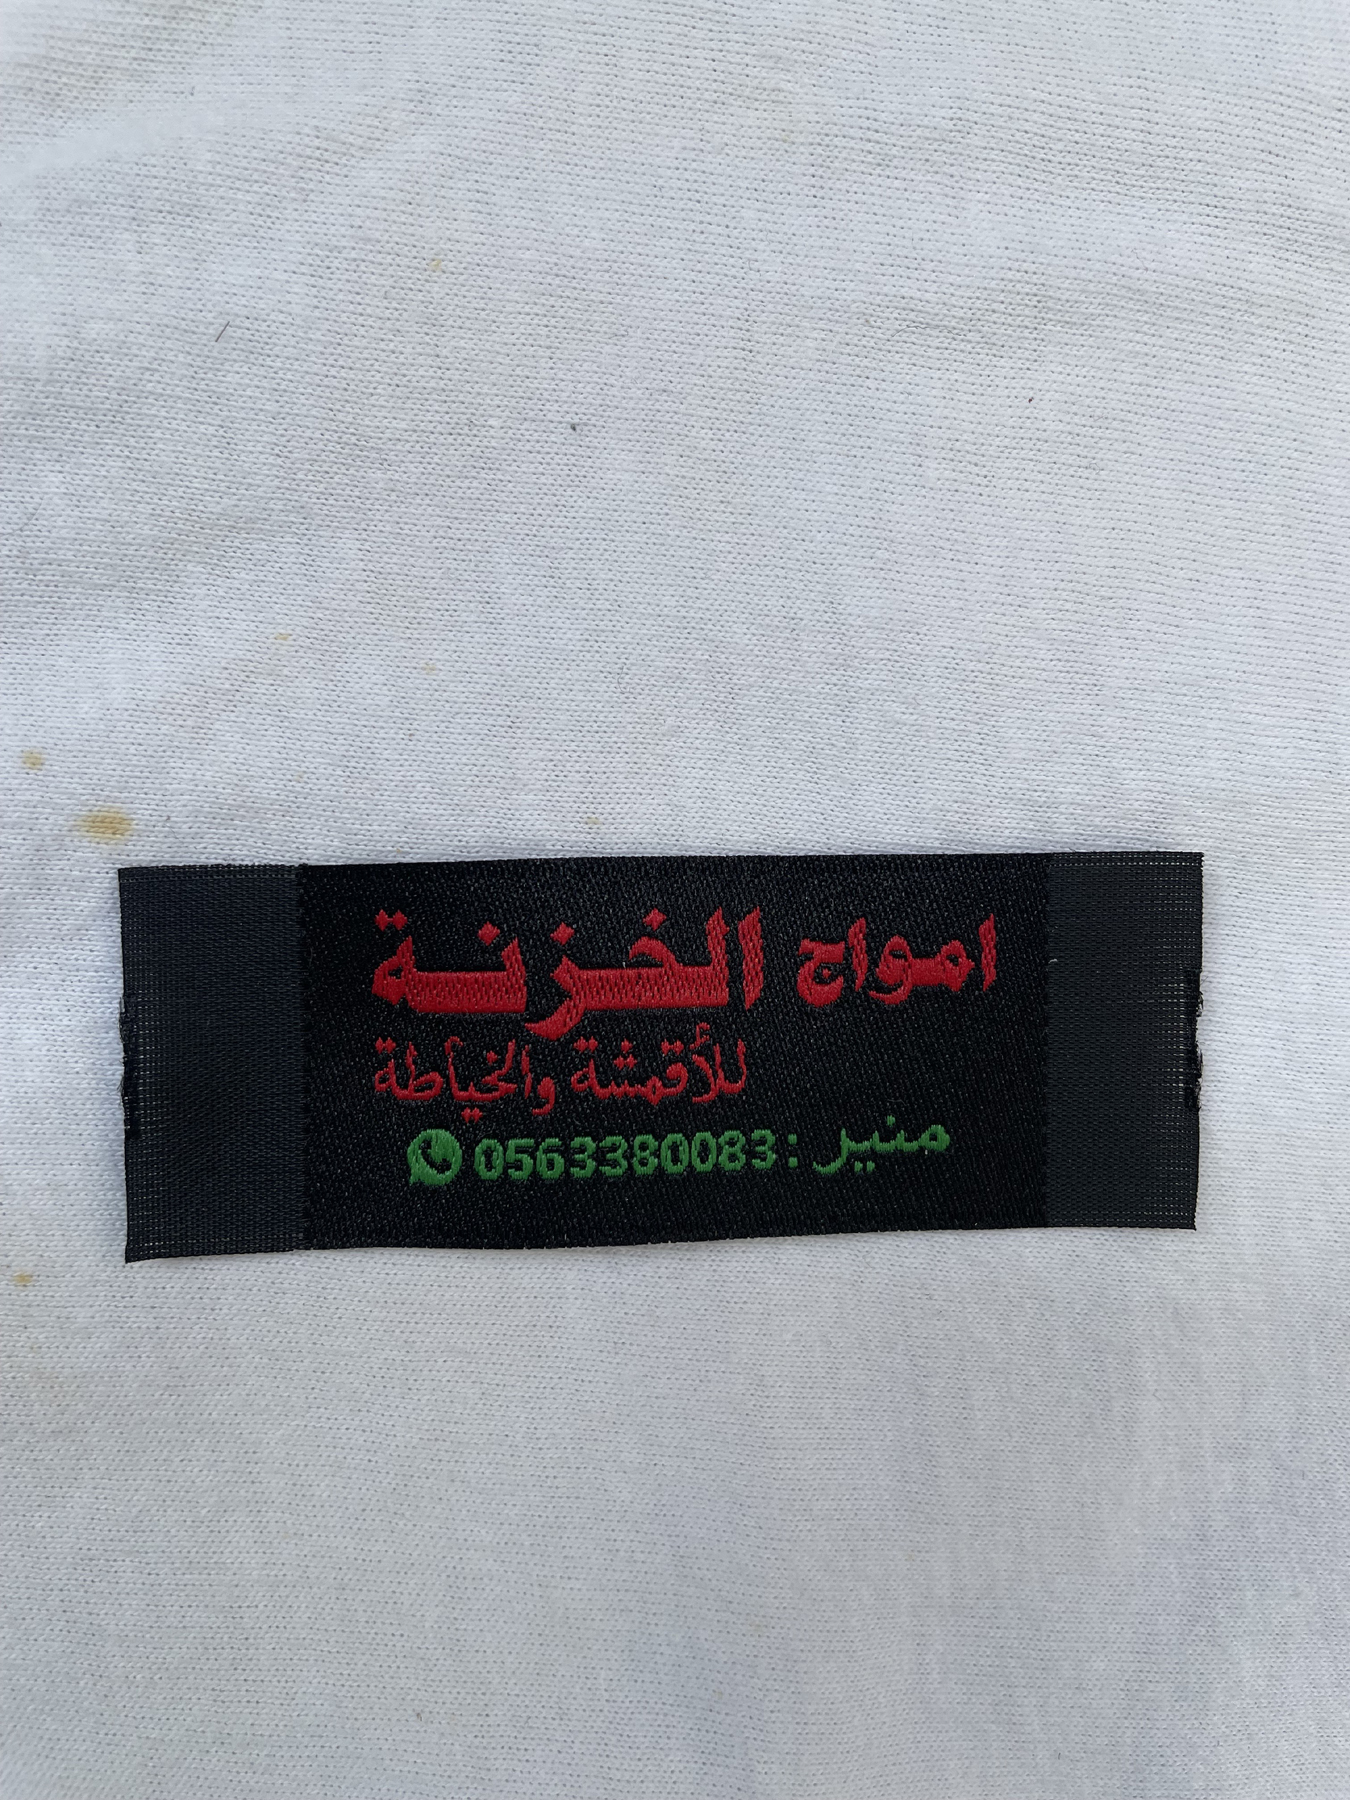 امواج الخزنة
للأقمشة والخياطة
منير : 0563380083